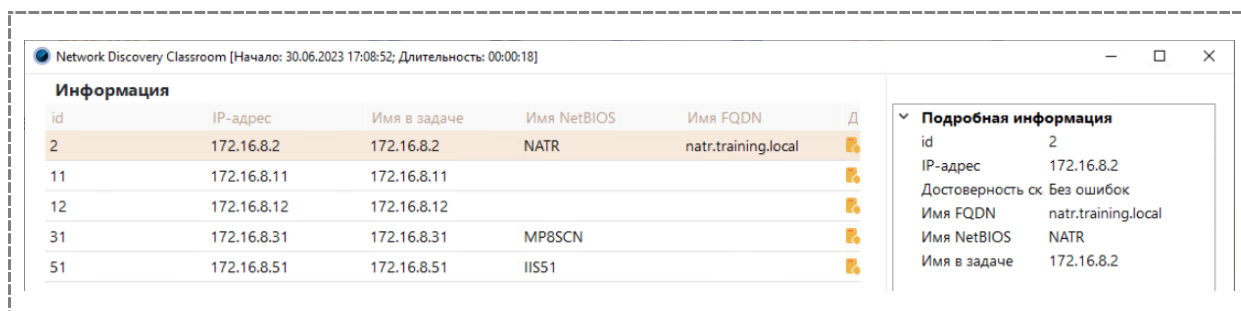 Network Discovery Classroom [Начало: 30.06.2023 17:08:52; Длительность: 00:00:18]
Информация
id IP-адрес Имя в задаче Имя NetBIOS Имя FQDN Д
2 172.16.8.2 172.16.8.2 NATR natr.training.local
11 172.16.8.11 172.16.8.11
12 172.16.8.12 172.16.8.12
31 172.16.8.31 172.16.8.31 MP8SCN
51 172.16.8.51 172.16.8.51 IIS51
Подробная информация
id 2
IP-адрес 172.16.8.2
Достоверность ск Без ошибок
Имя FQDN natr.training.local
Имя NetBIOS NATR
Имя в задаче 172.16.8.2